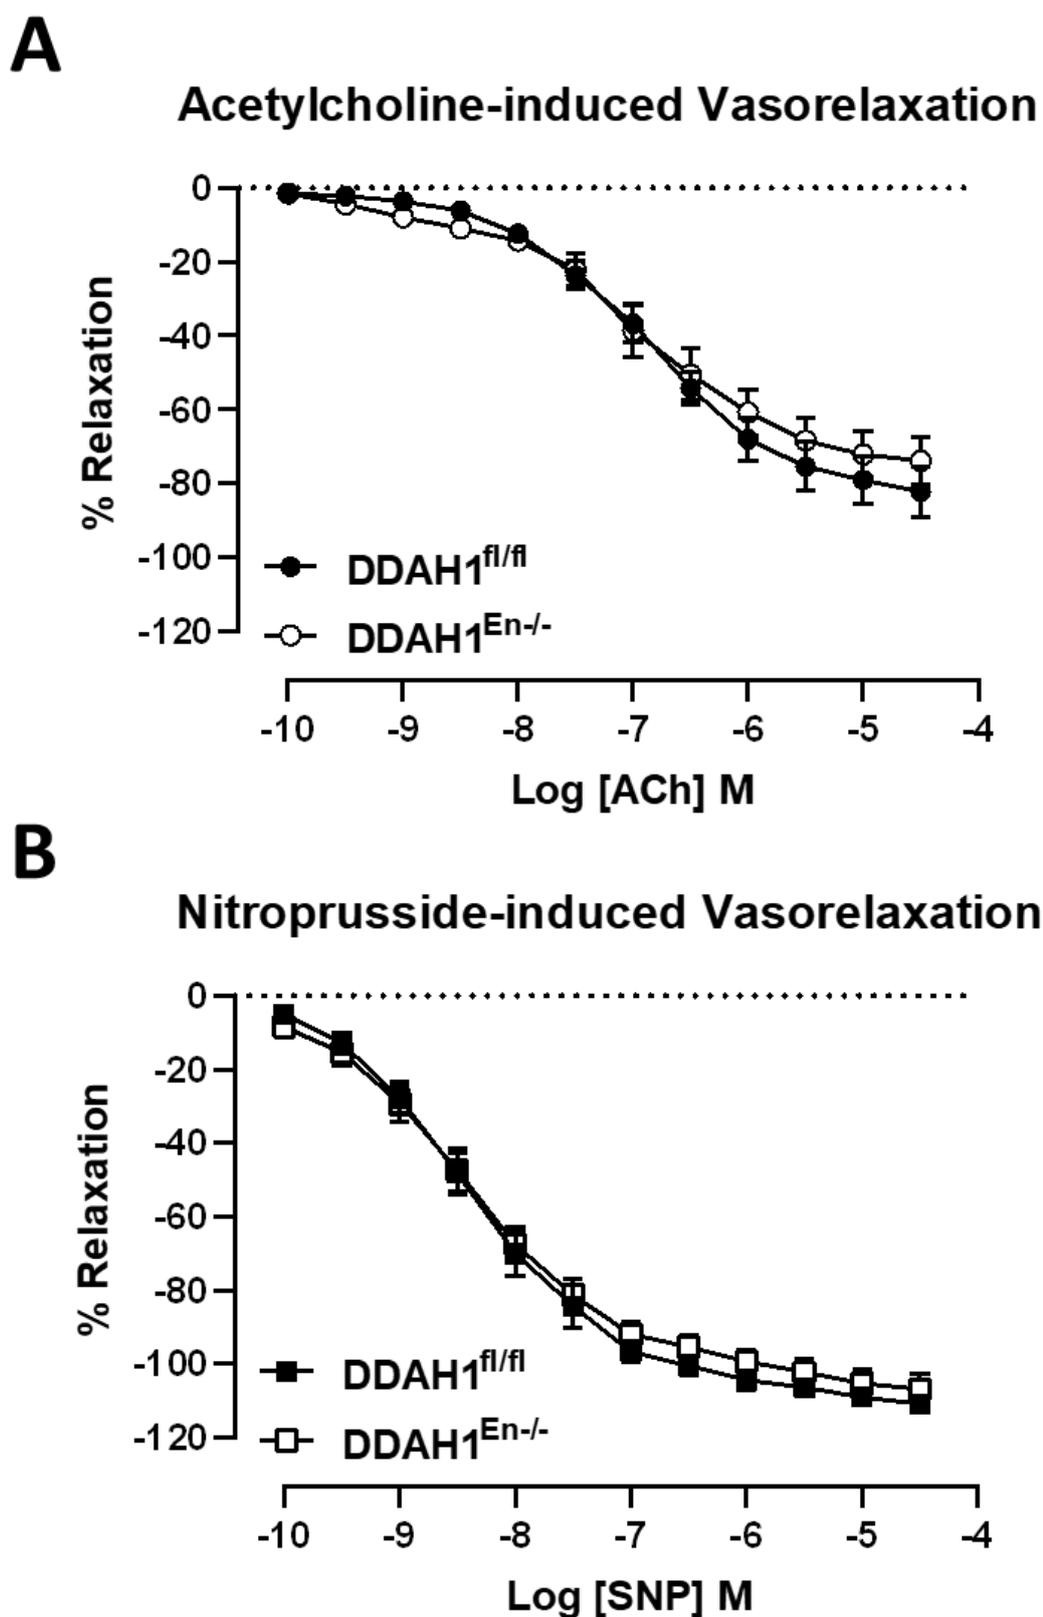 A
Acetylcholine-induced Vasorelaxation
0
-20
-40
-60
-80
-100
-120
% Relaxation
DDAH1fl/fl
DDAH1En-/-
-10 -9 -8 -7 -6 -5 -4
Log [ACh] M
B
Nitroprusside-induced Vasorelaxation
0
-20
-40
-60
-80
-100
-120
% Relaxation
DDAH1fl/fl
DDAH1En-/-
-10 -9 -8 -7 -6 -5 -4
Log [SNP] M